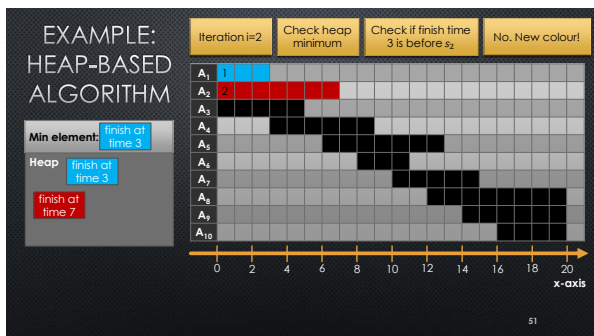 EXAMPLE:
HEAP-BASED
ALGORITHM
Iteration i=2
Check heap
minimum
Check if finish time
3 is before s₂
No. New colour!
Min element:
finish at
time 3
Heap
finish at
time 3
finish at
time 7
A₁ 1
A₂ 2
A₃
A₄
A₅
A₆
A₇
A₈
A₉
A₁₀
0 2 4 6 8 10 12 14 16 18 20
x-axis
51